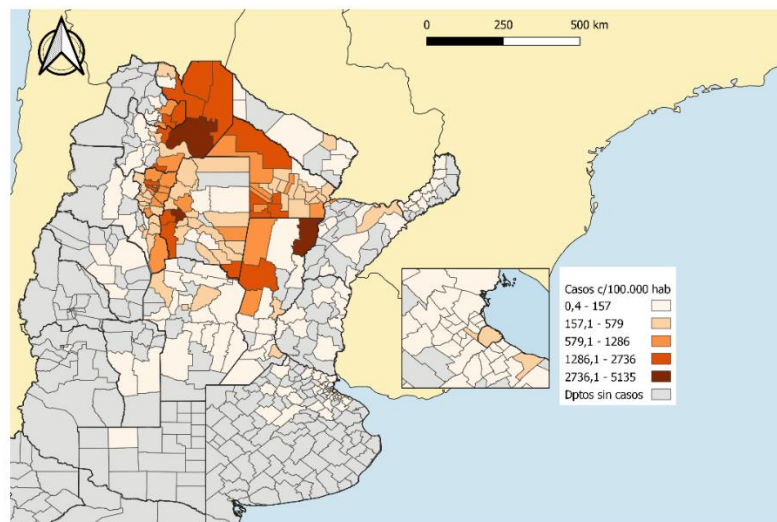 0 250 500 km
Casos c/100.000 hab
0,4 - 157
157,1 - 579
579,1 - 1286
1286,1 - 2736
2736,1 - 5135
Dptos sin casos